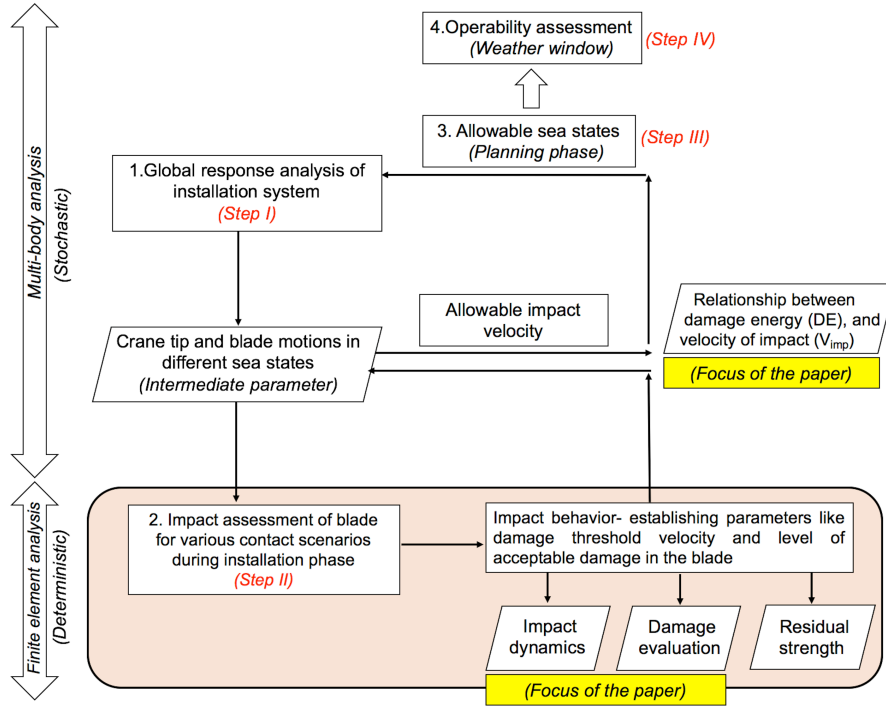 4.Operability assessment
(Weather window)
(Step IV)
3. Allowable sea states
(Planning phase)
(Step III)
1.Global response analysis of
installation system
(Step I)
Multi-body analysis
(Stochastic)
Allowable impact
velocity
Relationship between
damage energy (DE), and
velocity of impact (Vimp)
(Focus of the paper)
Crane tip and blade motions in
different sea states
(Intermediate parameter)
Finite element analysis
(Deterministic)
2. Impact assessment of blade
for various contact scenarios
during installation phase
(Step II)
Impact behavior- establishing parameters like
damage threshold velocity and level of
acceptable damage in the blade
Impact
dynamics
Damage
evaluation
Residual
strength
(Focus of the paper)